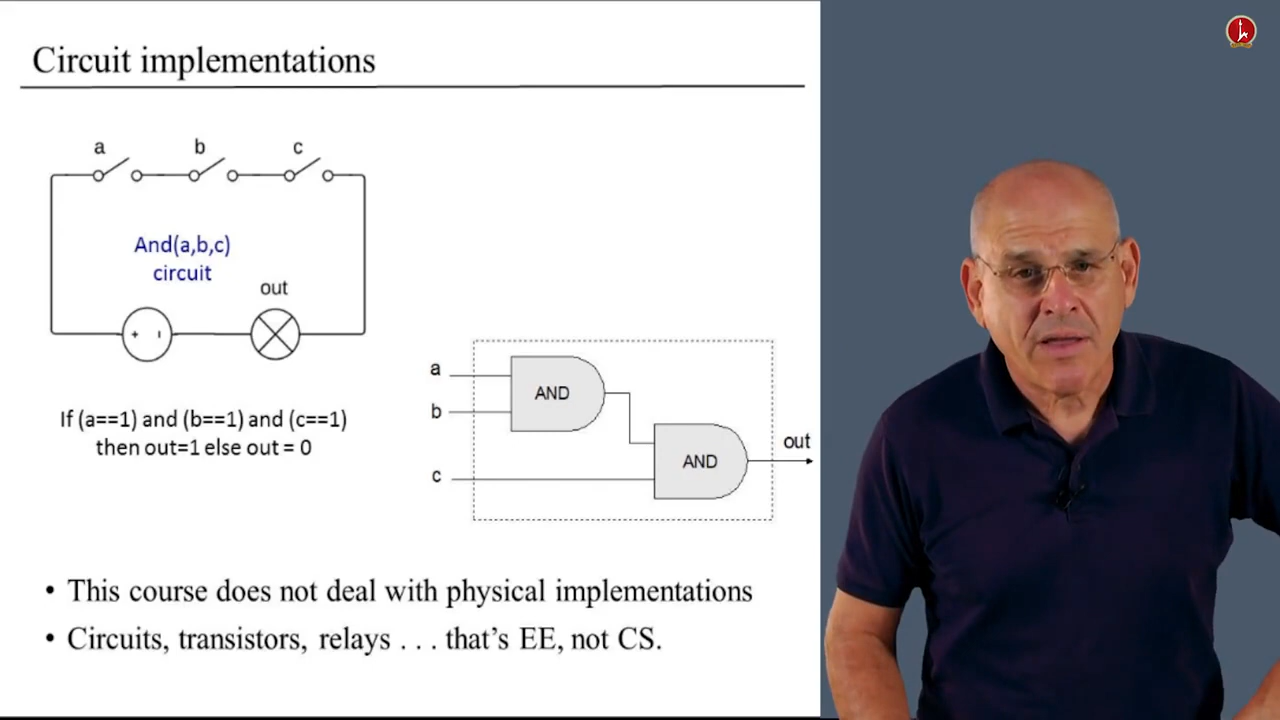 Circuit implementations
a b c
And(a,b,c)
circuit
out
+
If (a==1) and (b==1) and (c==1)
then out=1 else out = 0
a
AND
b
AND
out
c
• This course does not deal with physical implementations
• Circuits, transistors, relays . . . that’s EE, not CS.